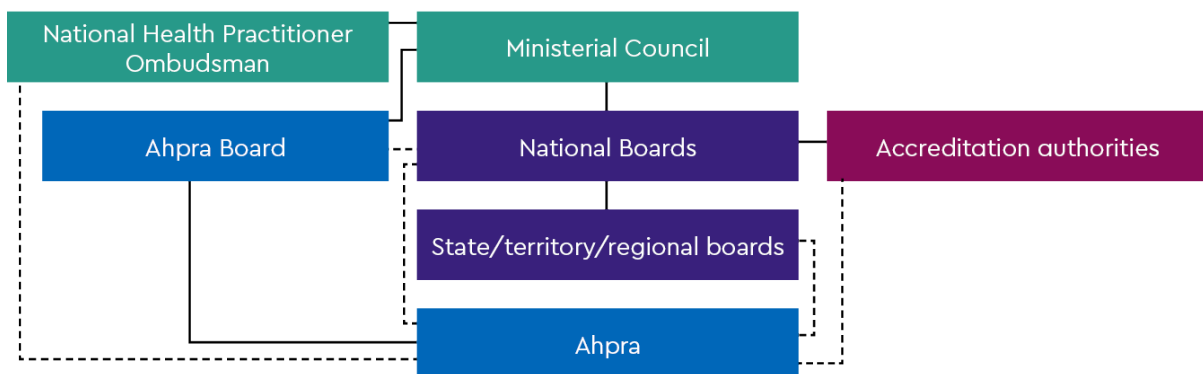 National Health Practitioner
Ombudsman
Ministerial Council
Ahpra Board
National Boards
Accreditation authorities
State/territory/regional boards
Ahpra